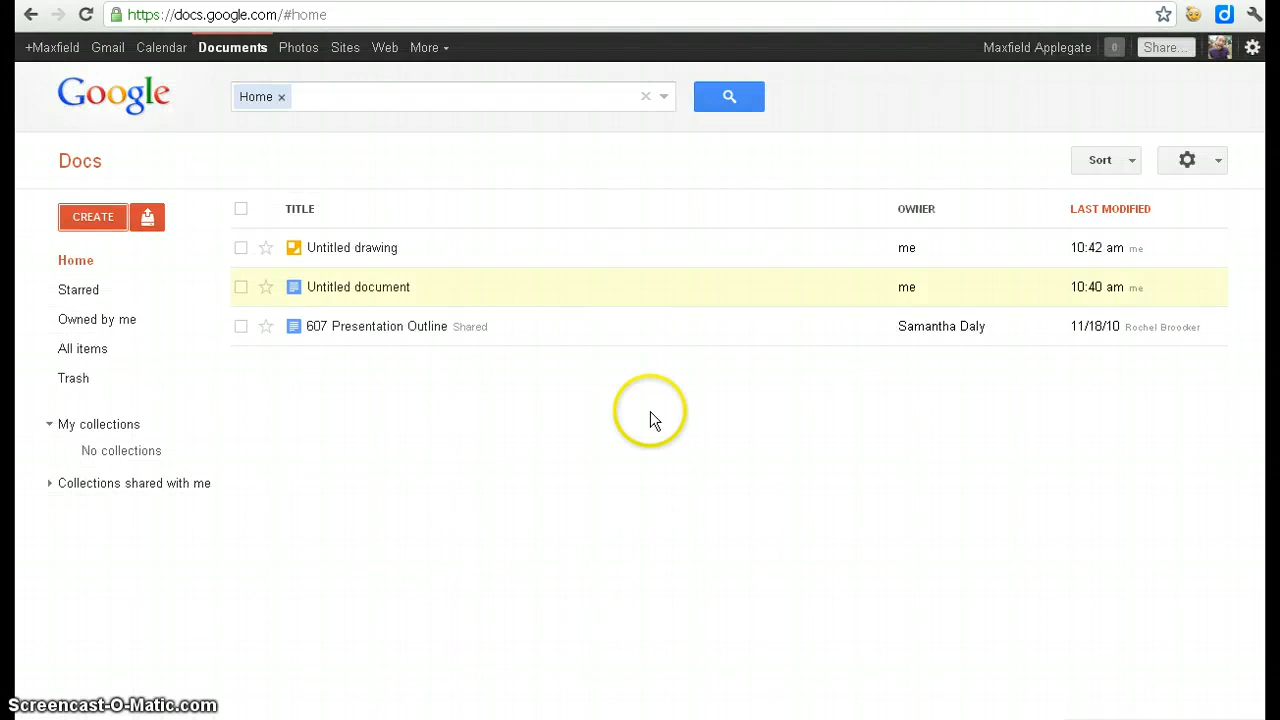 https://docs.google.com/#home
+Maxfield Gmail Calendar Documents Photos Sites Web More Maxfield Applegate 0 Share...
Google Home ×
Docs Sort
CREATE TITLE OWNER LAST MODIFIED
Untitled drawing me 10:42 am me
Untitled document me 10:40 am me
607 Presentation Outline Shared Samantha Daly 11/18/10 Rochel Broocker
Home
Starred
Owned by me
All items
Trash
My collections
No collections
Collections shared with me
Screencast-O-Matic.com